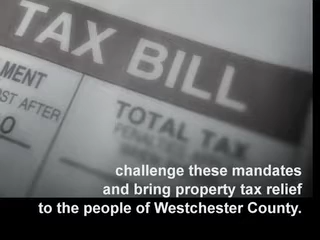 TAX BILL
MENT
ST AFTER
TOTAL TAX
0
challenge these mandates
and bring property tax relief
to the people of Westchester County.